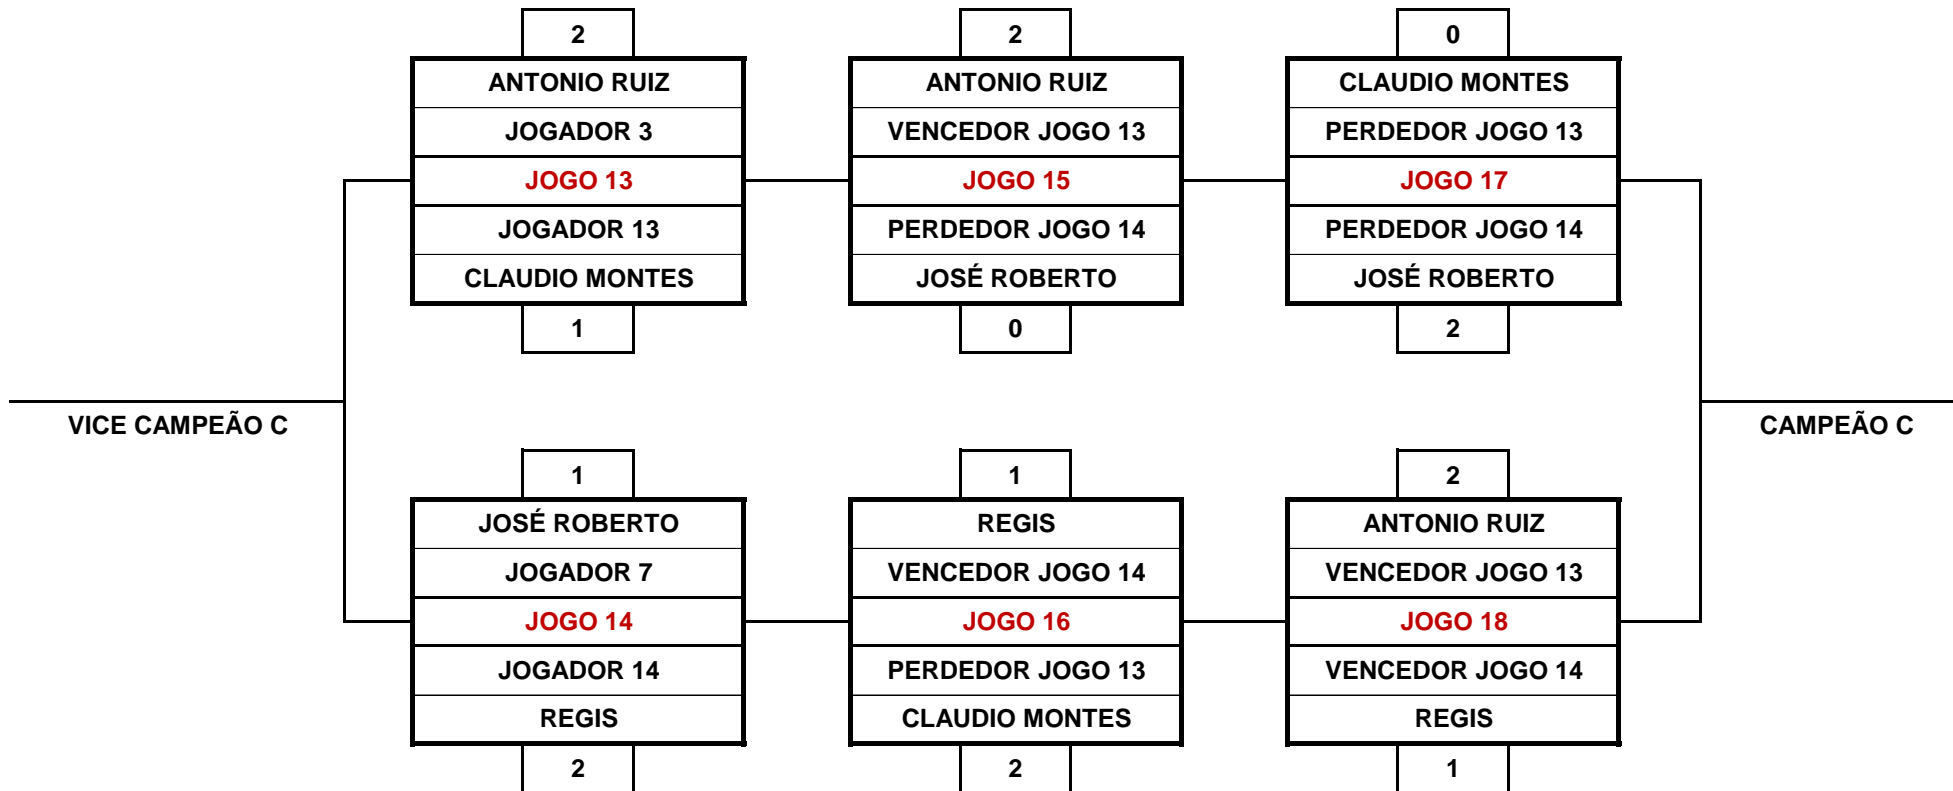 2
2
0
ANTONIO RUIZ
ANTONIO RUIZ
CLAUDIO MONTES
JOGADOR 3
VENCEDOR JOGO 13
PERDEDOR JOGO 13
JOGO 13
JOGO 15
JOGO 17
JOGADOR 13
PERDEDOR JOGO 14
PERDEDOR JOGO 14
CLAUDIO MONTES
JOSÉ ROBERTO
JOSÉ ROBERTO
1
0
2
VICE CAMPEÃO C
CAMPEÃO C
1
1
2
JOSÉ ROBERTO
REGIS
ANTONIO RUIZ
JOGADOR 7
VENCEDOR JOGO 14
VENCEDOR JOGO 13
JOGO 14
JOGO 16
JOGO 18
JOGADOR 14
PERDEDOR JOGO 13
VENCEDOR JOGO 14
REGIS
CLAUDIO MONTES
REGIS
2
2
1